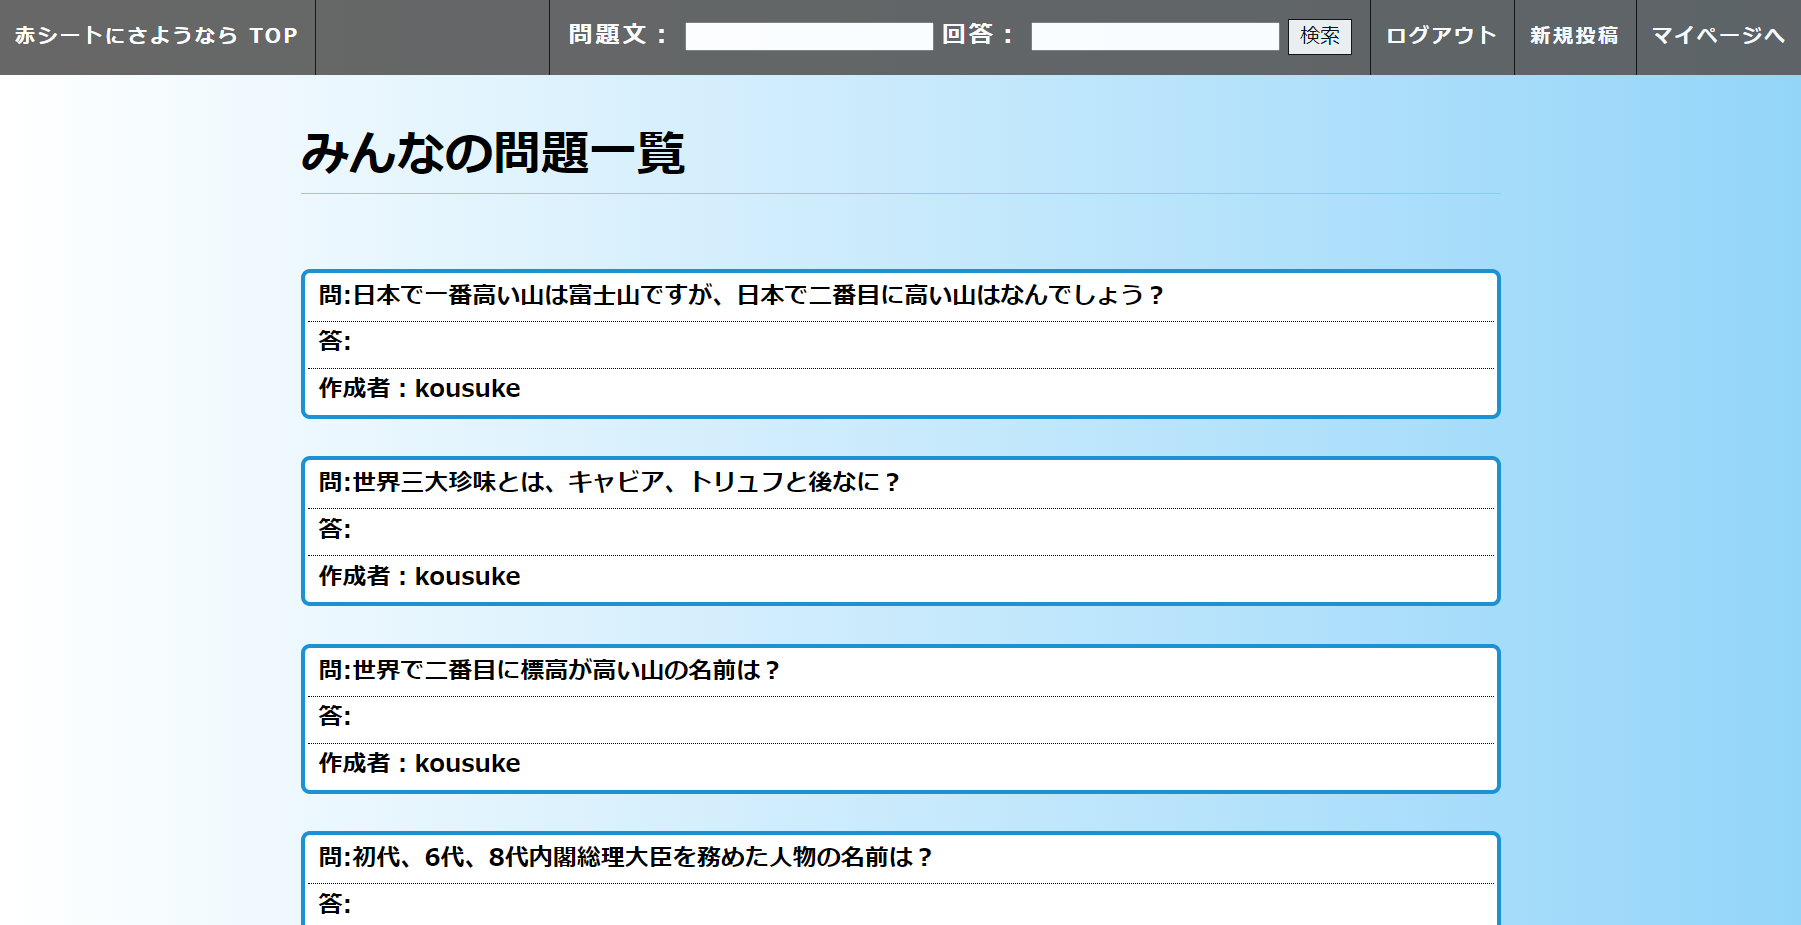 赤シートにさようなら TOP
問題文：
回答：
検索
ログアウト
新規投稿
マイページへ
みんなの問題一覧
問:日本で一番高い山は富士山ですが、日本で二番目に高い山はなんでしょう？
答:
作成者：kousuke
問:世界三大珍味とは、キャビア、トリュフと後なに？
答:
作成者：kousuke
問:世界で二番目に標高が高い山の名前は？
答:
作成者：kousuke
問:初代、6代、8代内閣総理大臣を務めた人物の名前は？
答: